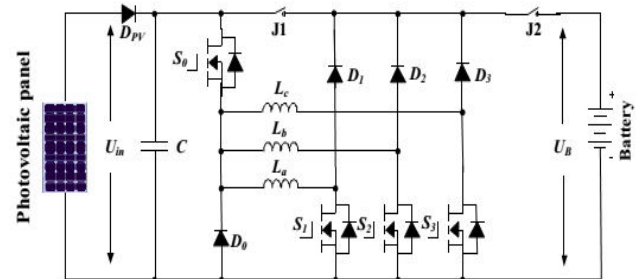 D_PV
J1
J2
S_0
D_1
D_2
D_3
L_c
Photovoltaic panel
U_in
C
L_b
U_B
Battery
+
L_a
S_1
S_2
S_3
D_0